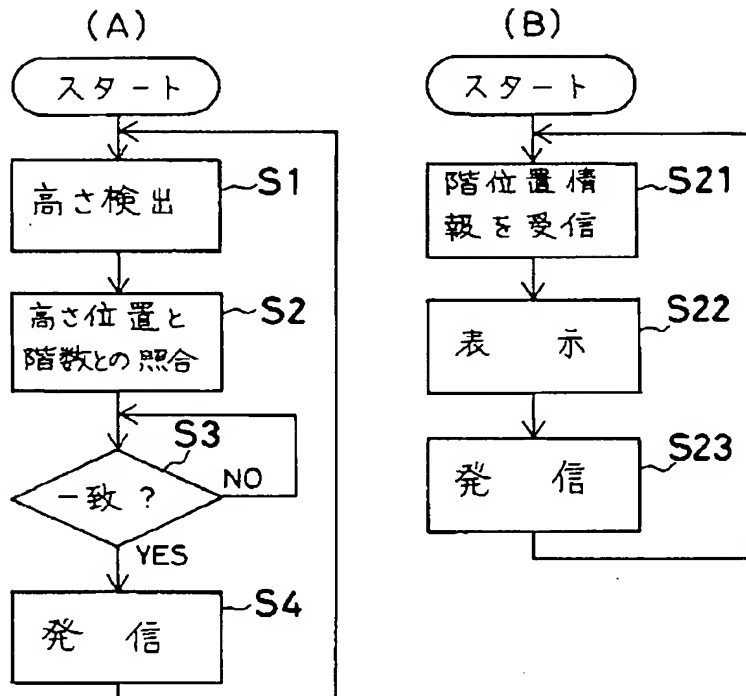 (A)
スタート
高さ検出
S1
高さ位置と
階数との照合
S2
一致?
S3
NO
YES
発信
S4
(B)
スタート
階位置情
報を受信
S21
表示
S22
発信
S23